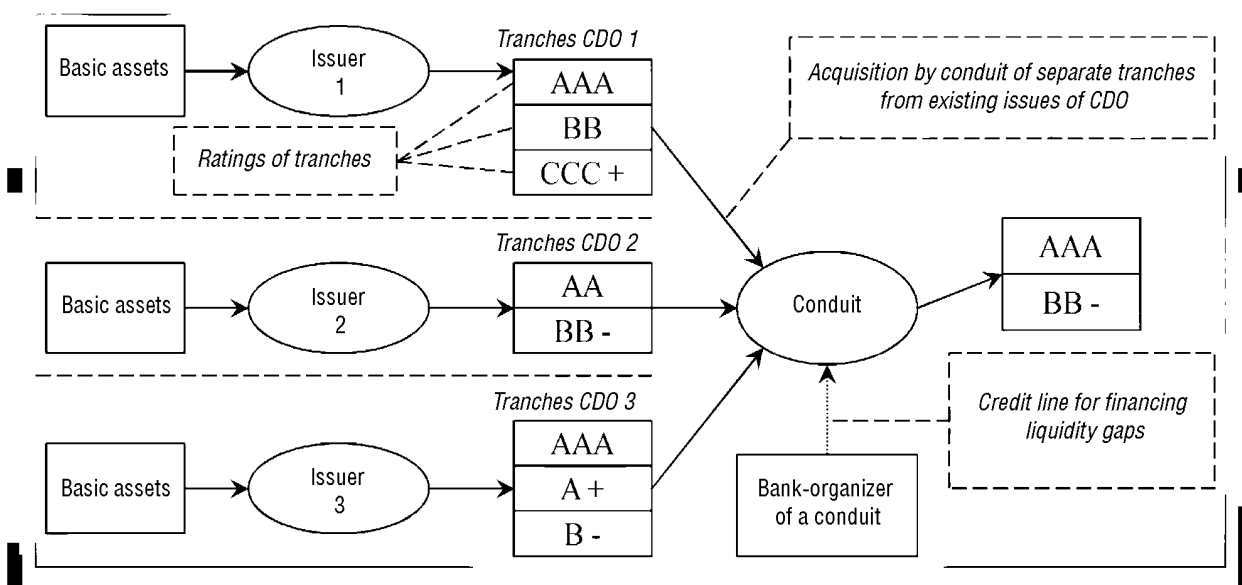 Tranches CDO 1
Basic assets
Issuer
1
AAA
BB
CCC +
Ratings of tranches
Acquisition by conduit of separate tranches
from existing issues of CDO
Tranches CDO 2
Basic assets
Issuer
2
AA
BB -
Conduit
AAA
BB -
Tranches CDO 3
Basic assets
Issuer
3
AAA
A +
B -
Bank-organizer
of a conduit
Credit line for financing
liquidity gaps